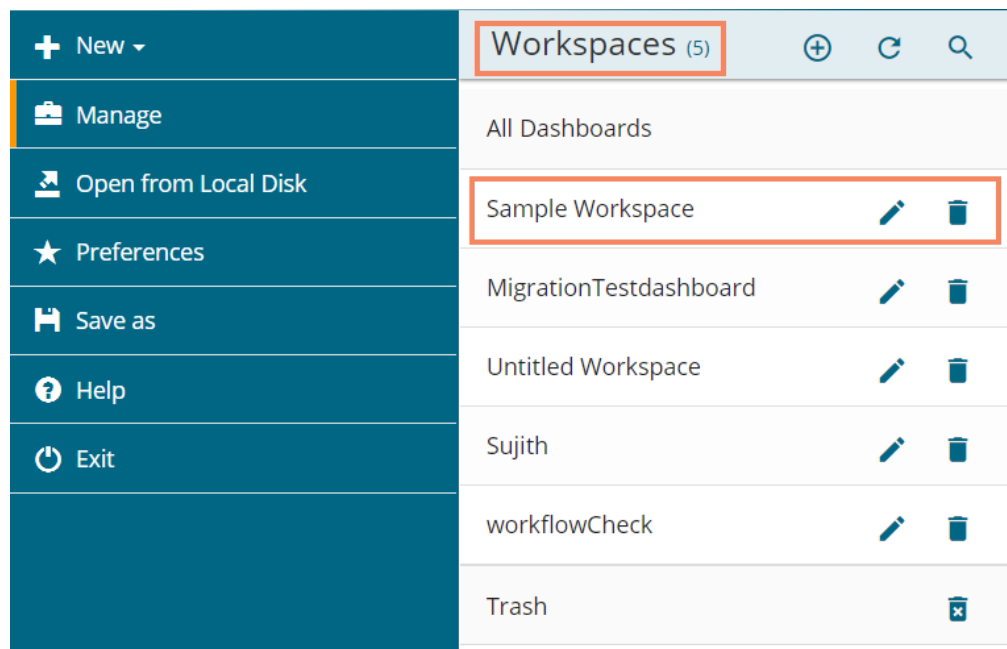 New
Manage
Open from Local Disk
Preferences
Save as
Help
Exit
Workspaces (5)
All Dashboards
Sample Workspace
MigrationTestdashboard
Untitled Workspace
Sujith
workflowCheck
Trash